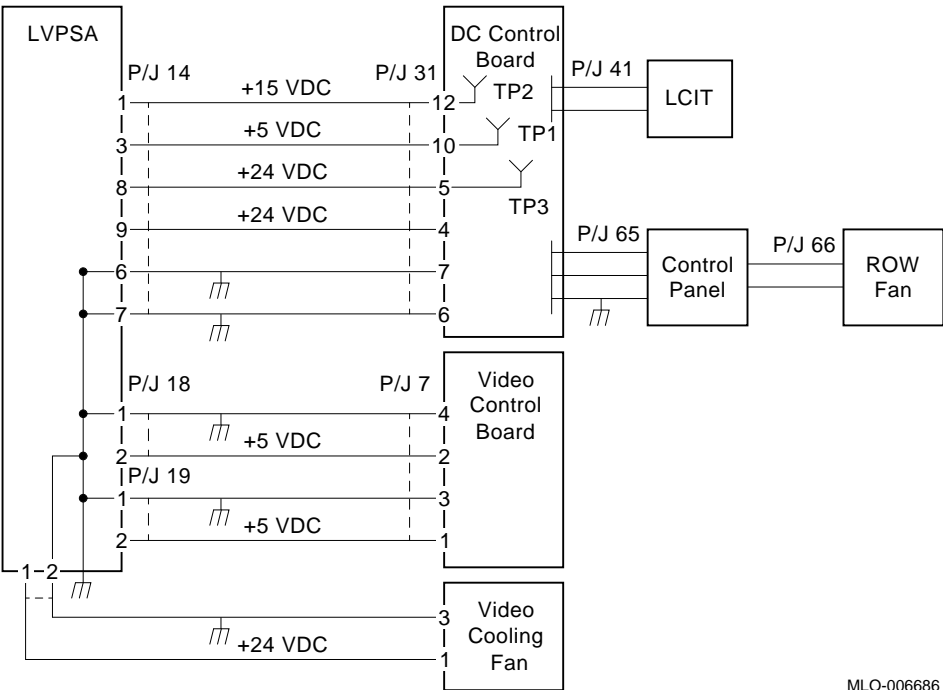 LVPSA
DC Control
Board
P/J 14
P/J 31
P/J 41
LCIT
1
+15 VDC
12
TP2
3
+5 VDC
10
TP1
8
+24 VDC
5
TP3
9
+24 VDC
4
P/J 65
Control
Panel
P/J 66
ROW
Fan
6
7
7
6
P/J 18
P/J 7
Video
Control
Board
1
4
2
+5 VDC
2
P/J 19
1
3
2
+5 VDC
1
1
2
Video
Cooling
Fan
3
+24 VDC
1
MLO-006686